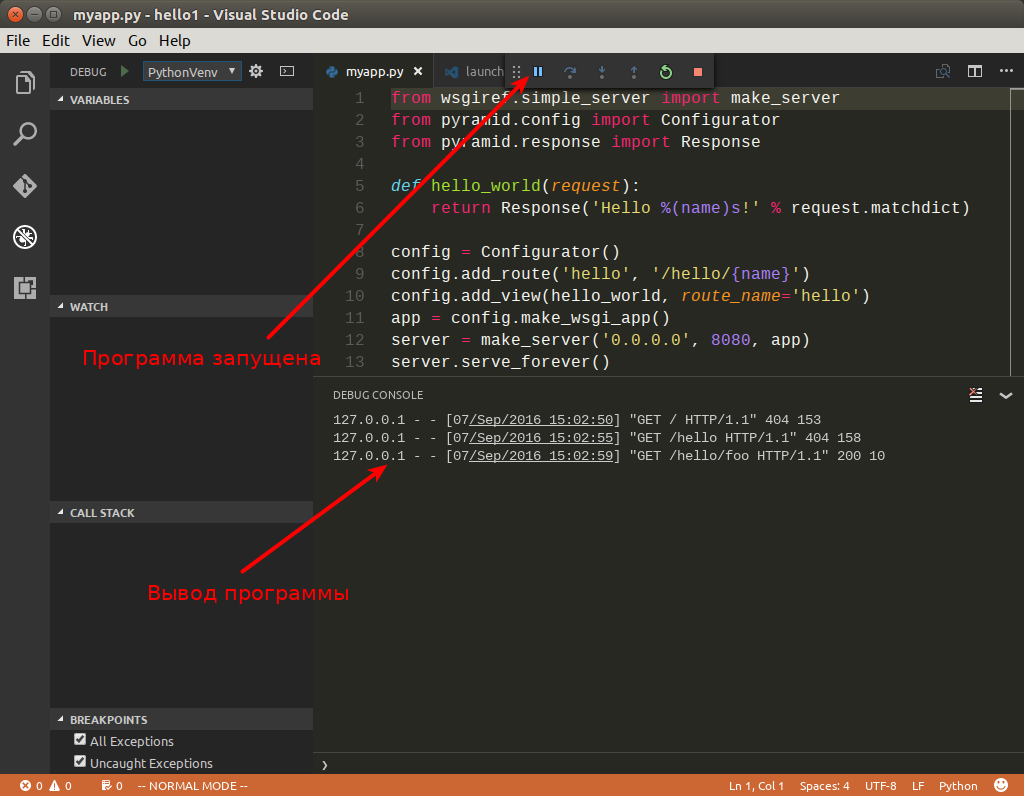 myapp.py - hello1 - Visual Studio Code
File Edit View Go Help
DEBUG PythonVenv
myapp.py launch
VARIABLES
WATCH
CALL STACK
BREAKPOINTS
All Exceptions
Uncaught Exceptions
1 from wsgiref.simple_server import make_server
2 from pyramid.config import Configurator
3 from pyramid.response import Response
4
5 def hello_world(request):
6 return Response('Hello %(name)s!' % request.matchdict)
7
8 config = Configurator()
9 config.add_route('hello', '/hello/{name}')
10 config.add_view(hello_world, route_name='hello')
11 app = config.make_wsgi_app()
12 server = make_server('0.0.0.0', 8080, app)
13 server.serve_forever()
Программа запущена
DEBUG CONSOLE
127.0.0.1 - - [07/Sep/2016 15:02:50] "GET / HTTP/1.1" 404 153
127.0.0.1 - - [07/Sep/2016 15:02:55] "GET /hello HTTP/1.1" 404 158
127.0.0.1 - - [07/Sep/2016 15:02:59] "GET /hello/foo HTTP/1.1" 200 10
Вывод программы
❯
0 0 0 -- NORMAL MODE -- Ln 1, Col 1 Spaces: 4 UTF-8 LF Python